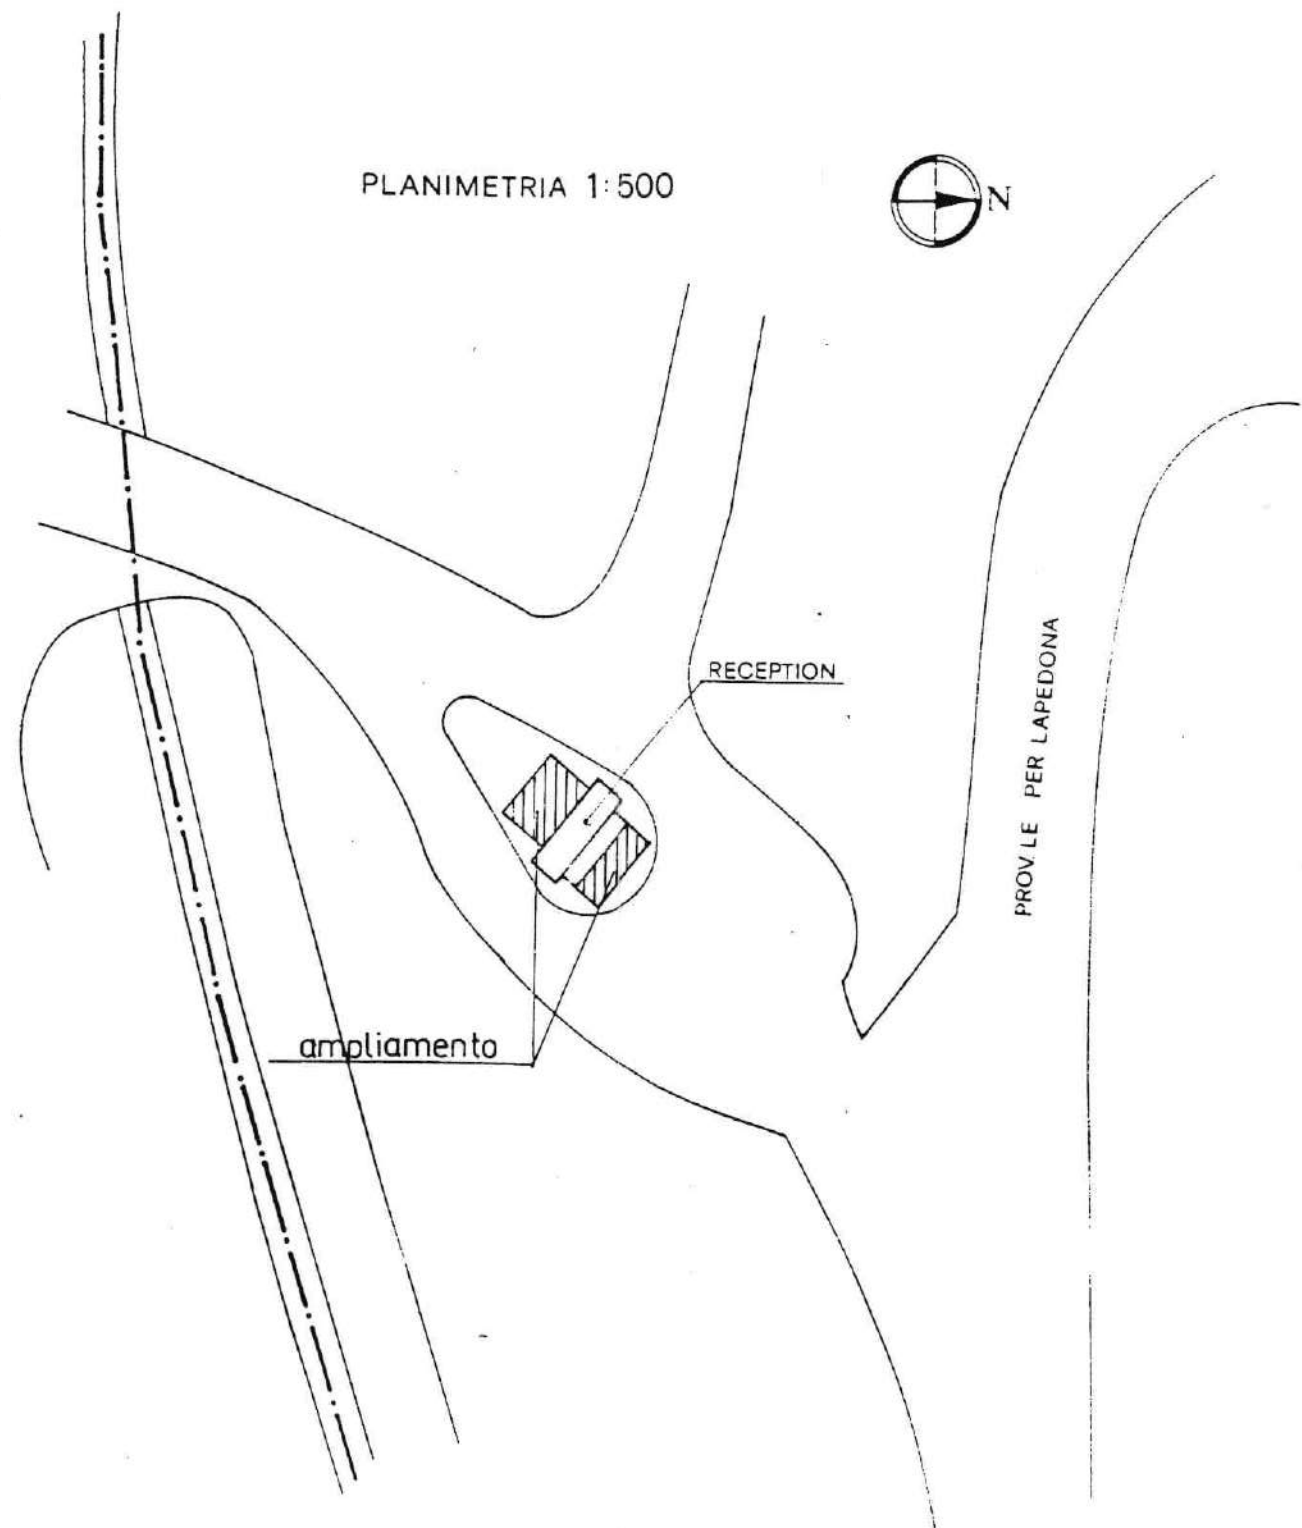 PLANIMETRIA 1:500
N
RECEPTION
PROV.LE PER LAPEDONA
ampliamento